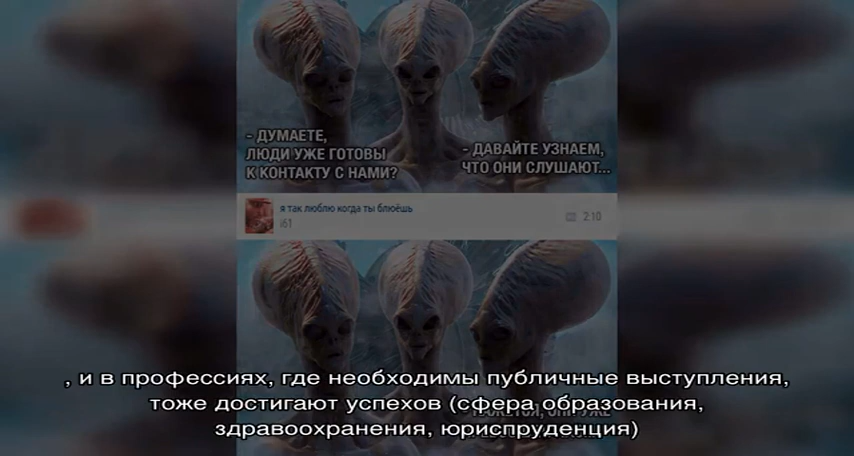 - ДУМАЕТЕ,
ЛЮДИ УЖЕ ГОТОВЫ
К КОНТАКТУ С НАМИ?
- ДАВАЙТЕ УЗНАЕМ,
ЧТО ОНИ СЛУШАЮТ...
я так люблю когда ты блюёшь
i61
2:10
, и в профессиях, где необходимы публичные выступления,
тоже достигают успехов (сфера образования,
здравоохранения, юриспруденция)